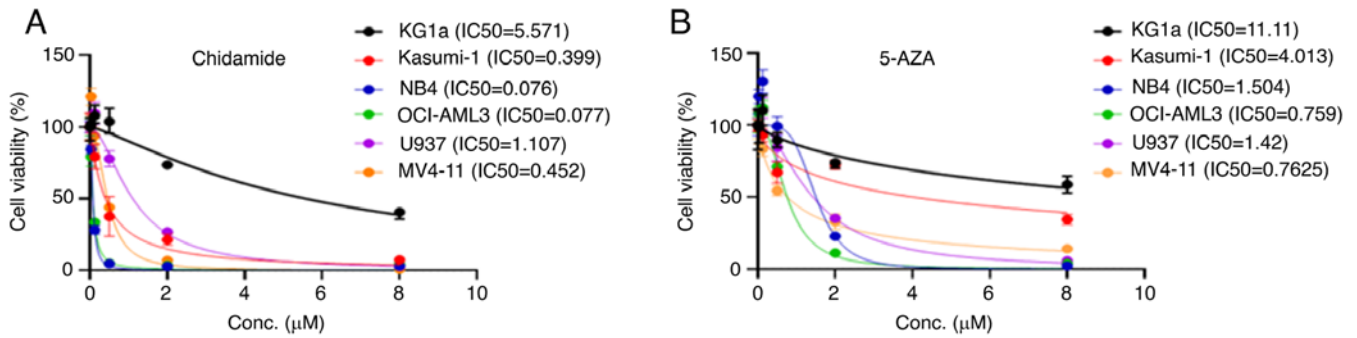 A
Chidamide
KG1a (IC50=5.571)
Kasumi-1 (IC50=0.399)
NB4 (IC50=0.076)
OCI-AML3 (IC50=0.077)
U937 (IC50=1.107)
MV4-11 (IC50=0.452)
Cell viability (%)
150
100
50
0
0 2 4 6 8 10
Conc. (μM)
B
5-AZA
KG1a (IC50=11.11)
Kasumi-1 (IC50=4.013)
NB4 (IC50=1.504)
OCI-AML3 (IC50=0.759)
U937 (IC50=1.42)
MV4-11 (IC50=0.7625)
Cell viability (%)
150
100
50
0
0 2 4 6 8 10
Conc. (μM)